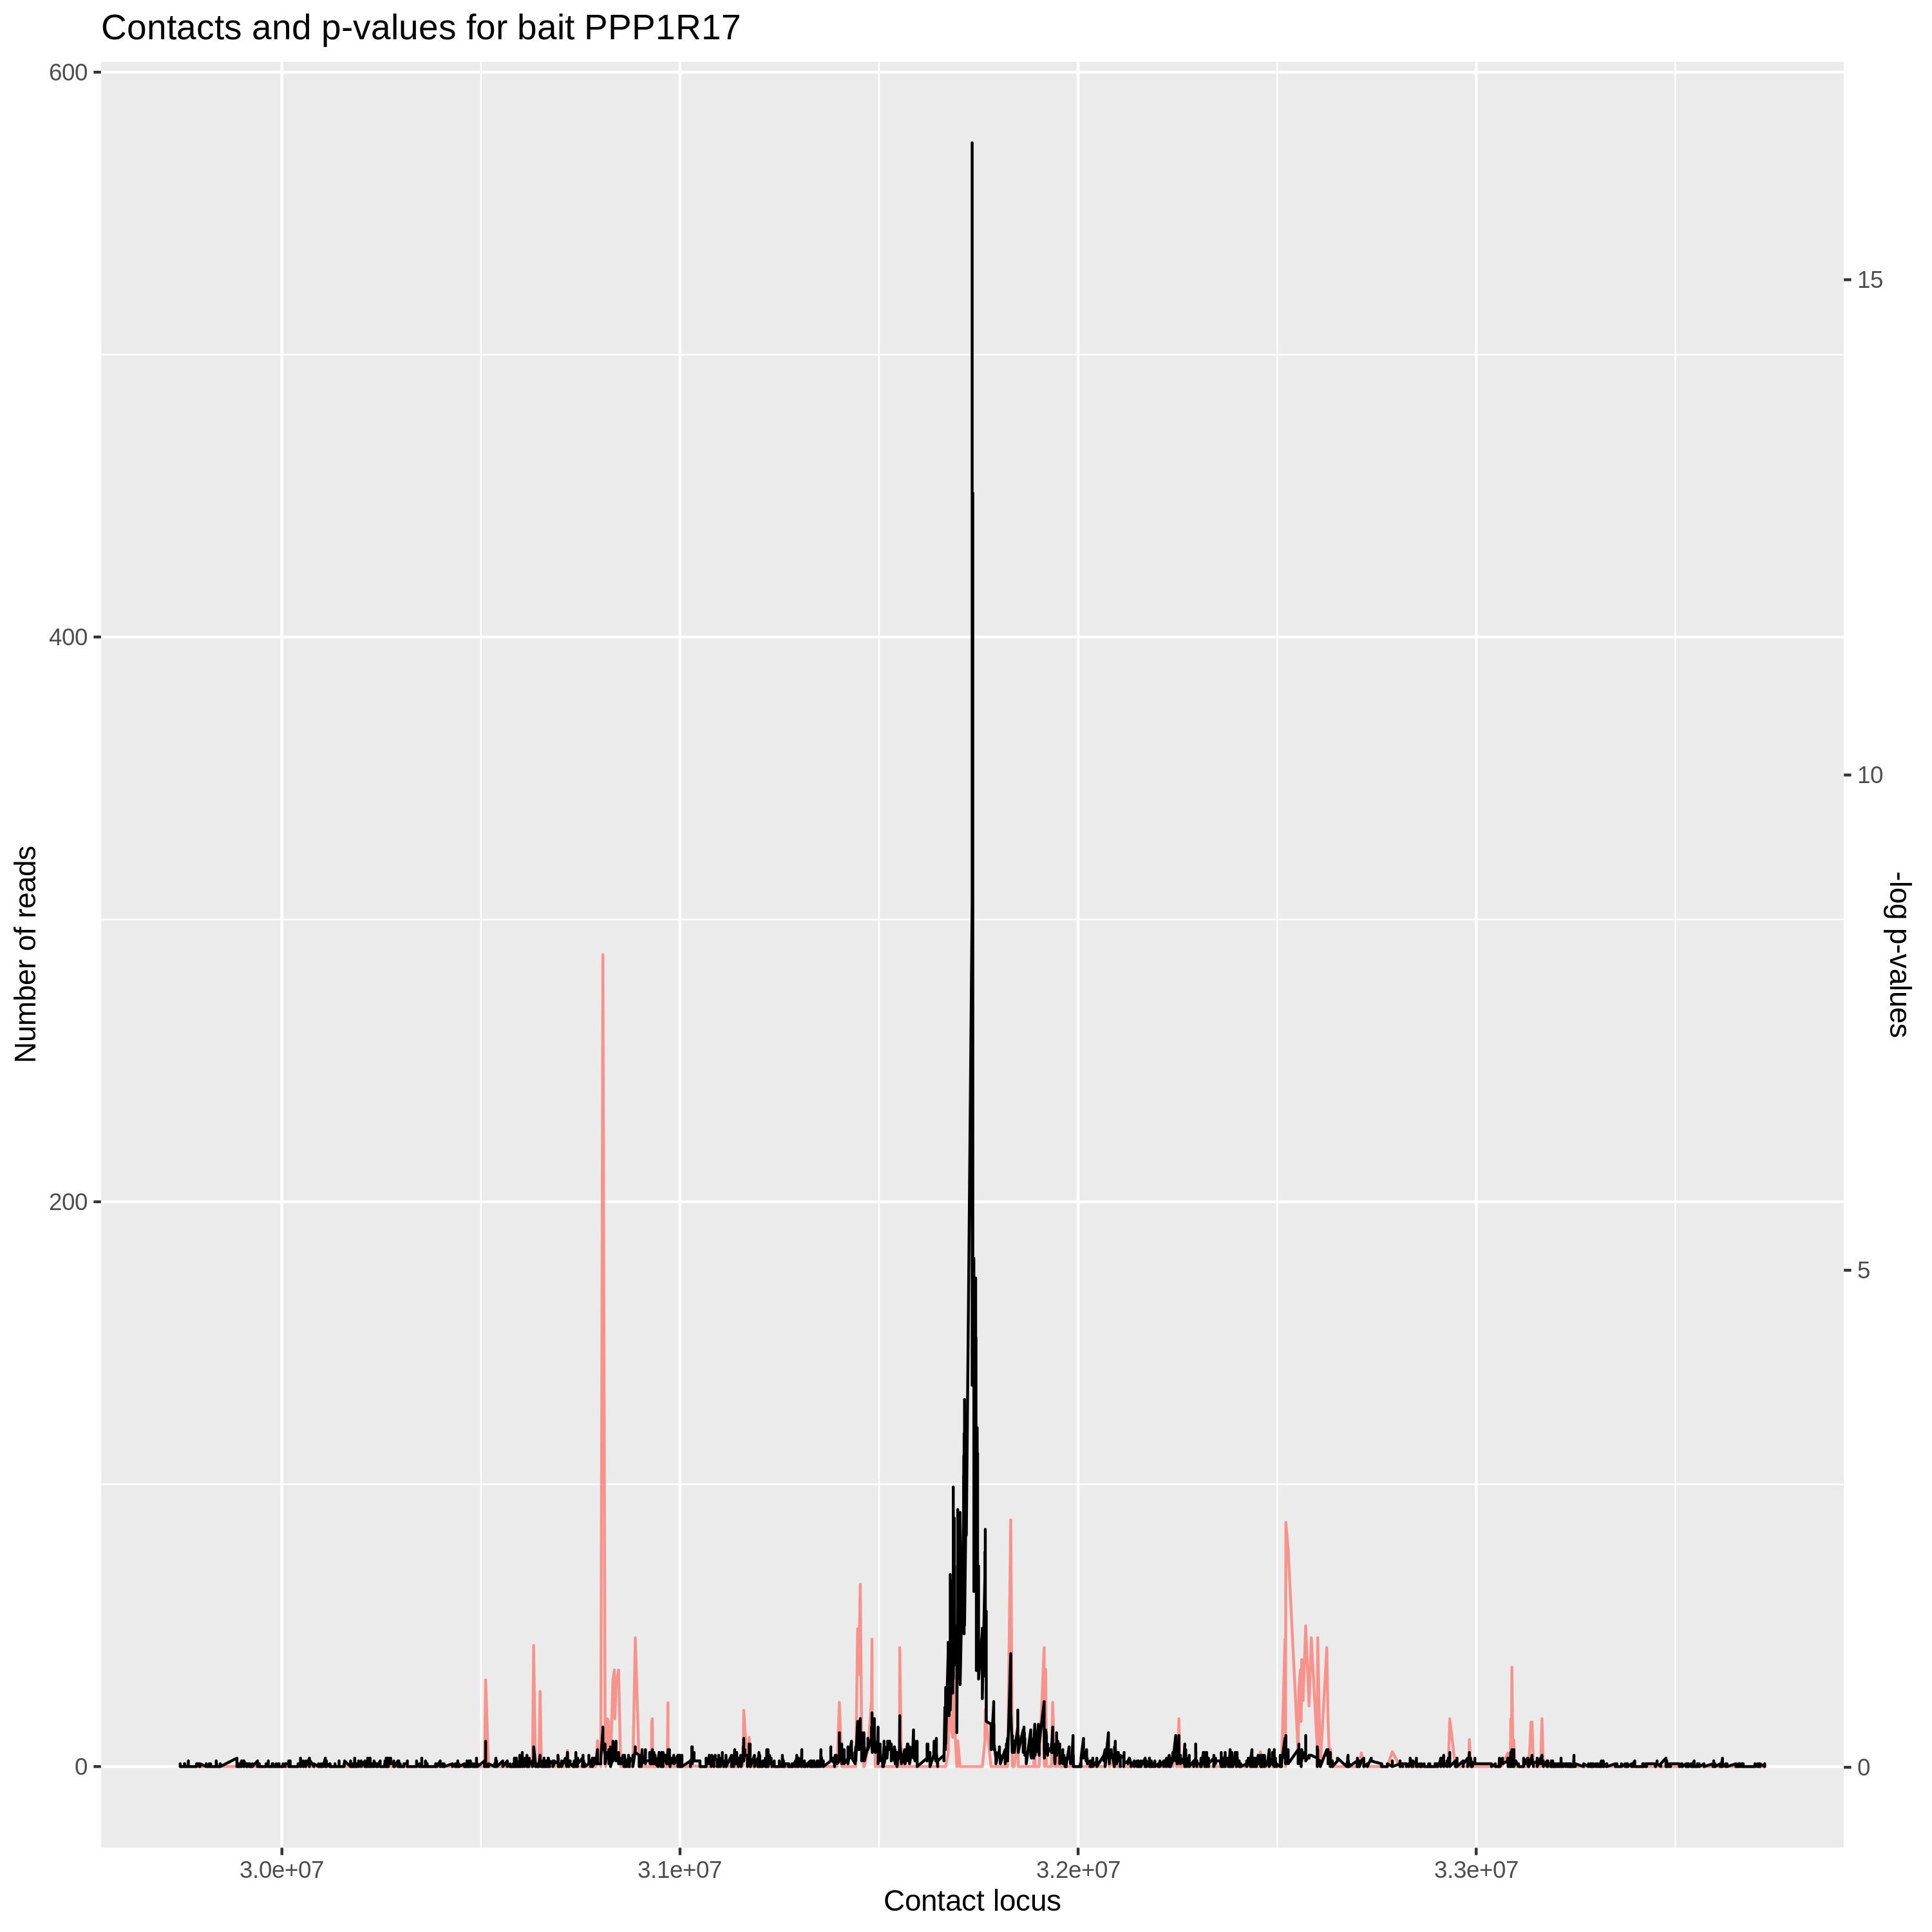 Contacts and p-values for bait PPP1R17
600
400
200
0
Number of reads
15
10
5
0
-log p-values
3.0e+07 3.1e+07 3.2e+07 3.3e+07
Contact locus